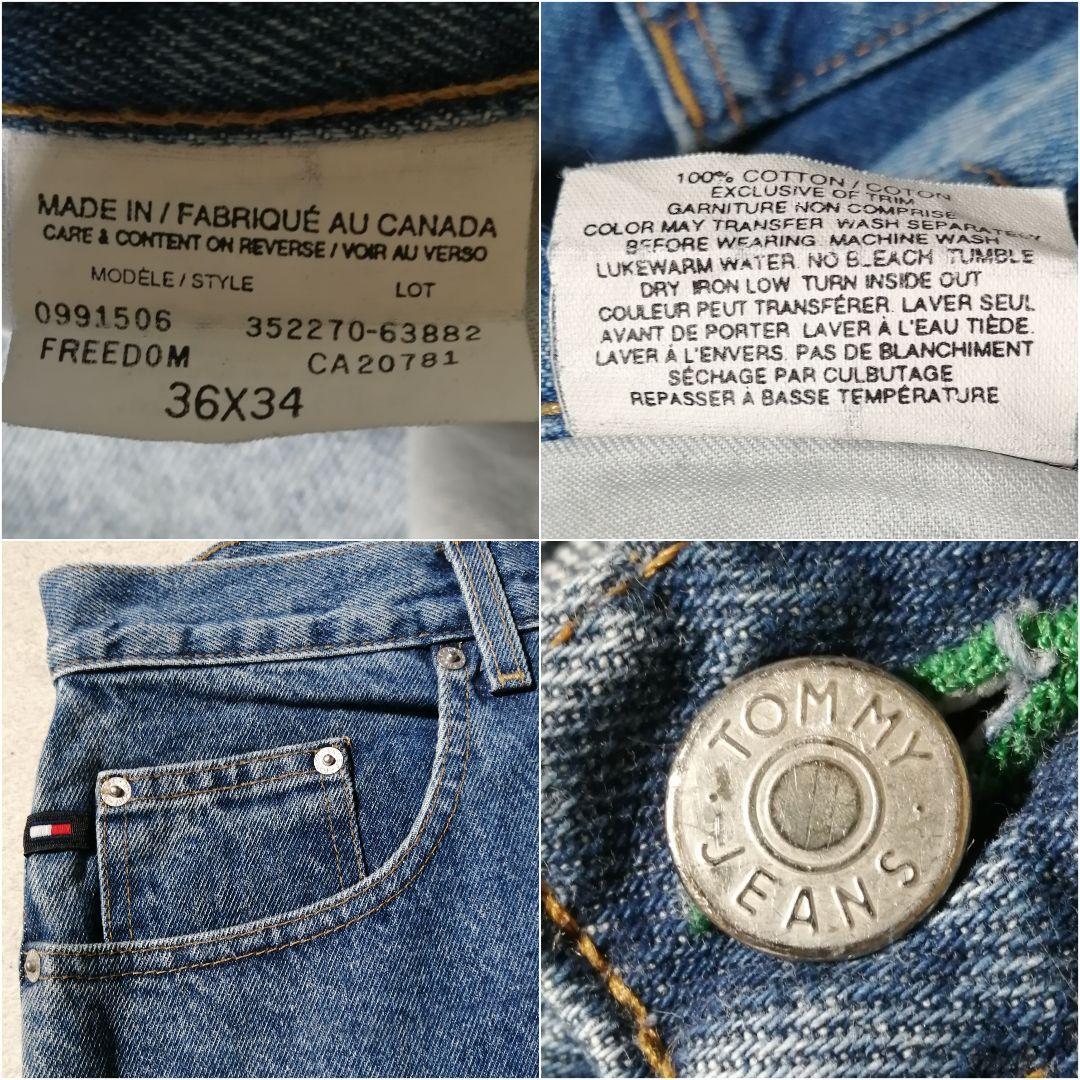 MADE IN / FABRIQUÉ AU CANADA
CARE & CONTENT ON REVERSE / VOIR AU VERSO
MODÈLE / STYLE LOT
0991506 352270-63882
FREEDOM CA20781
36X34
100% COTTON / COTON
EXCLUSIVE OF TRIM
GARNITURE NON COMPRISE
COLOR MAY TRANSFER WASH SEPARATELY
BEFORE WEARING. MACHINE WASH
LUKEWARM WATER. NO BLEACH TUMBLE
DRY IRON LOW TURN INSIDE OUT
COULEUR PEUT TRANSFÉRER. LAVER SEUL
AVANT DE PORTER. LAVER À L'EAU TIÈDE.
LAVER À L'ENVERS. PAS DE BLANCHIMENT
SÉCHAGE PAR CULBUTAGE
REPASSER À BASSE TEMPÉRATURE
TOMMY
JEANS